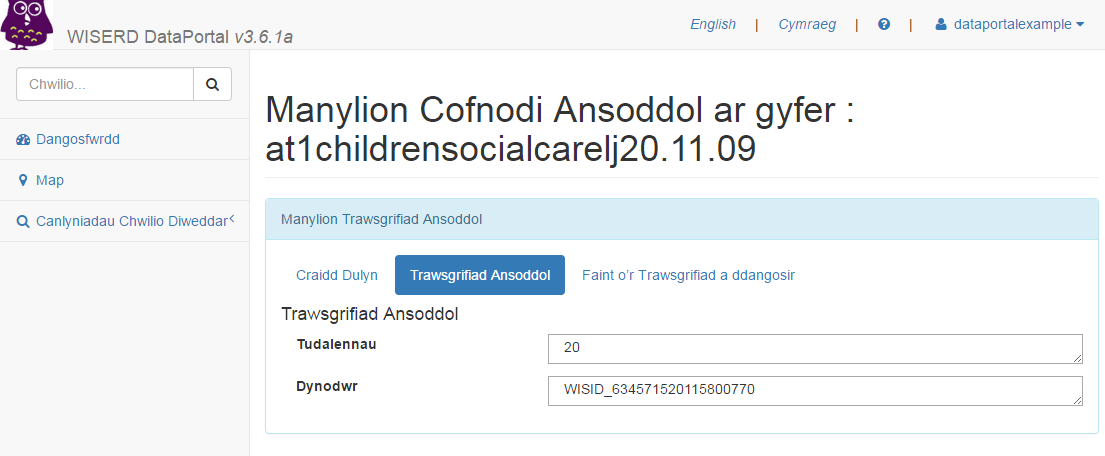 WISERD DataPortal v3.6.1a
English | Cymraeg | ? | dataportalexample
Chwilio...
Dangosfwrdd
Map
Canlyniadau Chwilio Diweddar
Manylion Cofnodi Ansoddol ar gyfer :
at1childrensocialcarelj20.11.09
Manylion Trawsgrifiad Ansoddol
Craidd Dulyn
Trawsgrifiad Ansoddol
Faint o'r Trawsgrifiad a ddangosir
Trawsgrifiad Ansoddol
Tudalennau
20
Dynodwr
WISID_634571520115800770